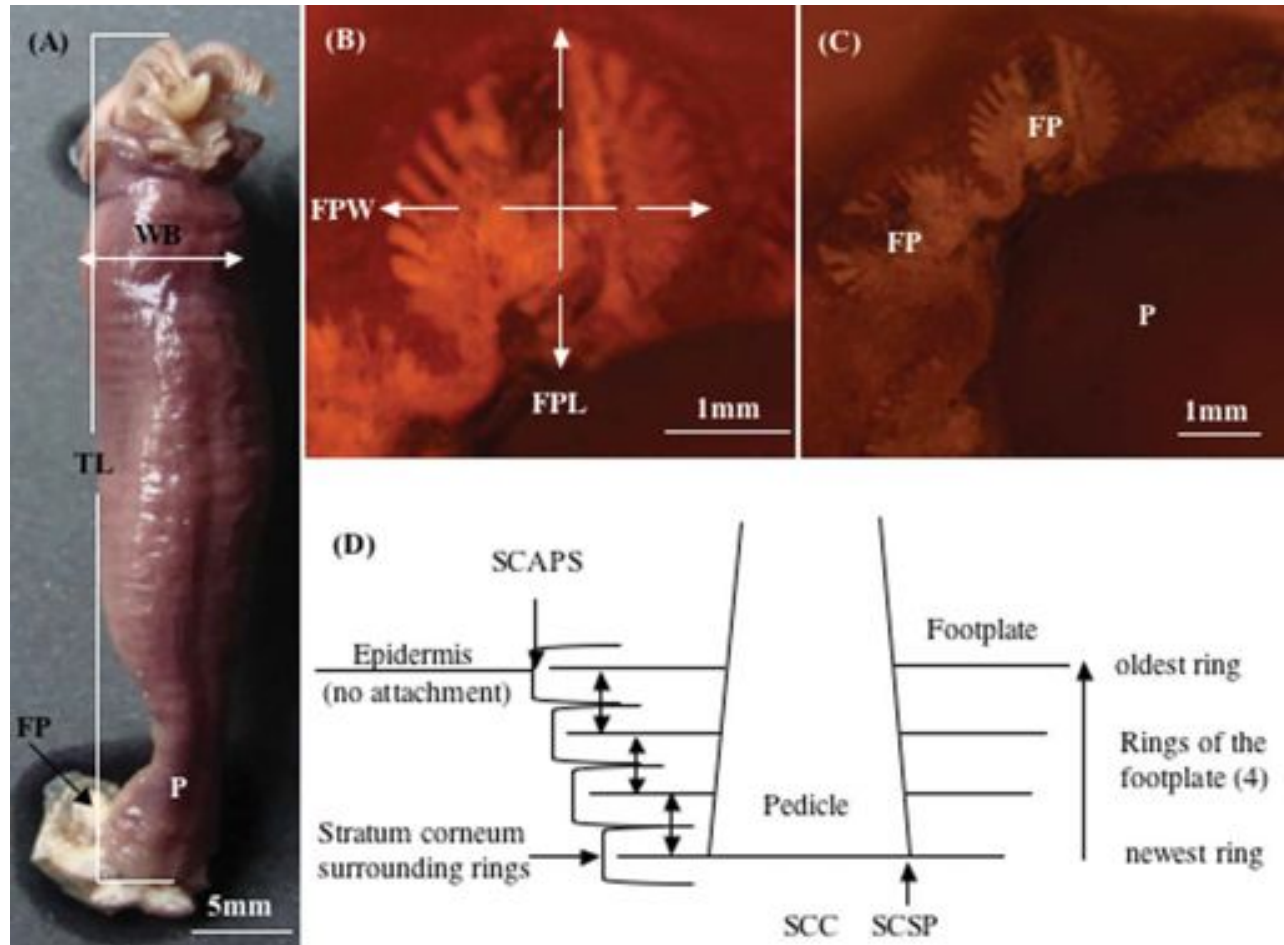 (A)
WB
TL
FP
P
5mm
(B)
FPW
FPL
1mm
(C)
FP
FP
P
1mm
(D)
SCAPS
Epidermis
(no attachment)
Stratum corneum
surrounding rings
Pedicle
SCC
SCSP
Footplate
oldest ring
Rings of the
footplate (4)
newest ring